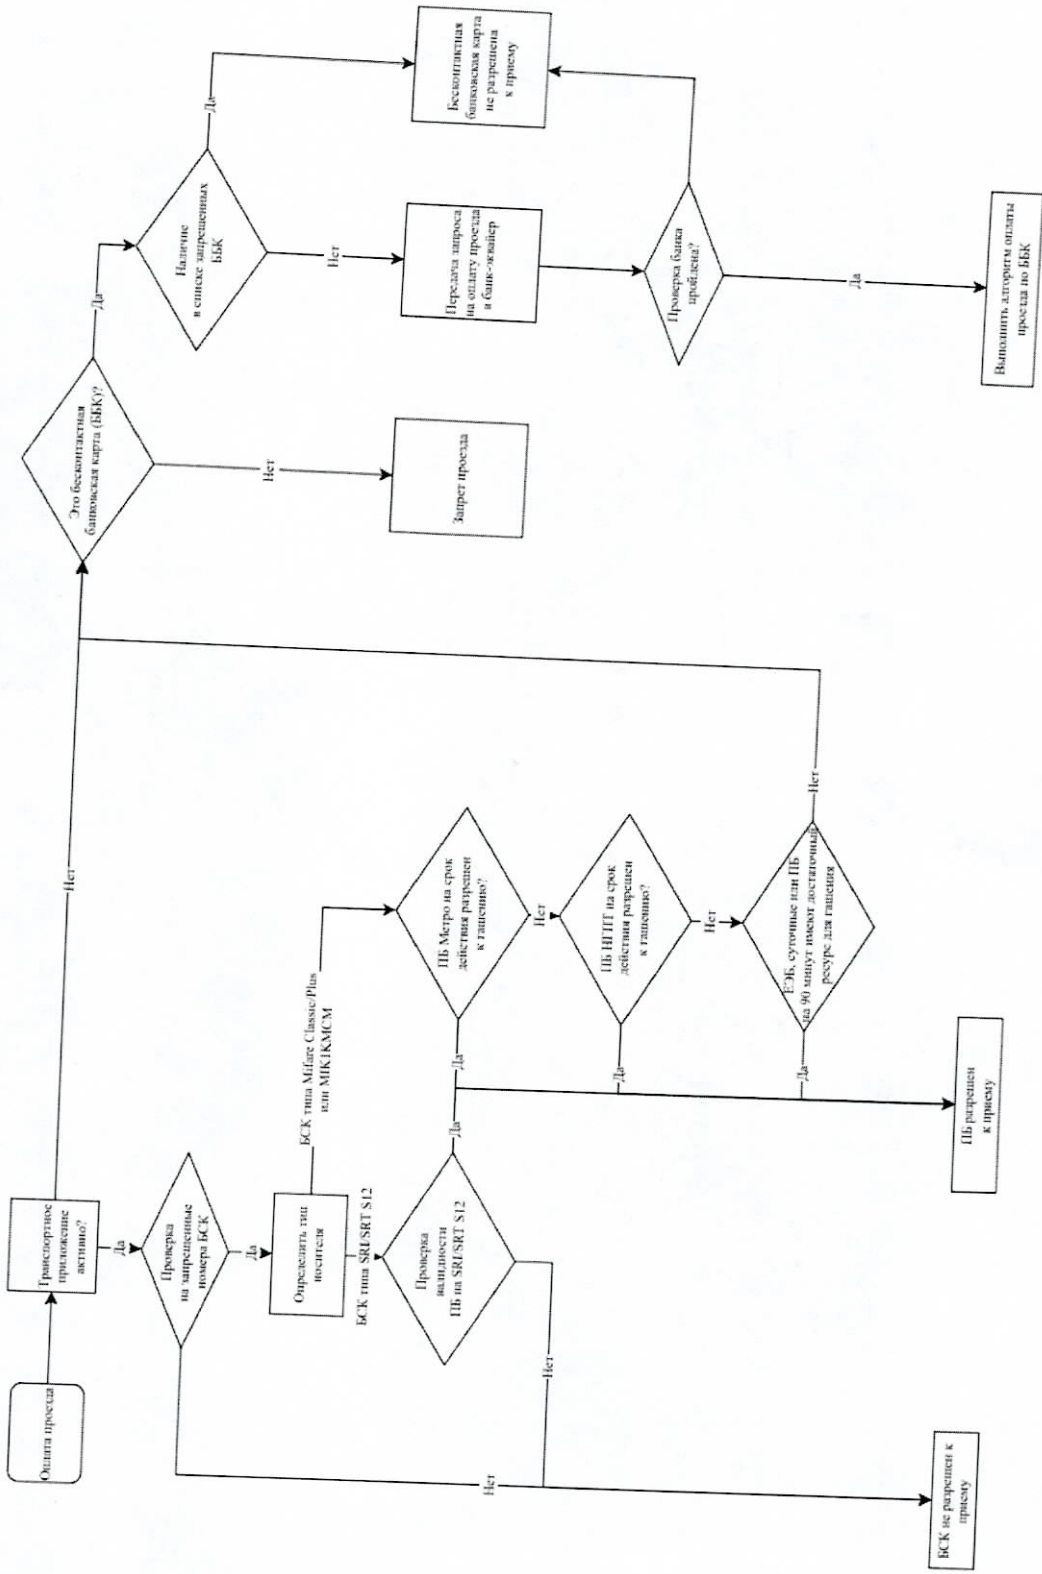 Оплата проезда
Транспортное
приложение
активно?
Нет
Да
Проверка
на запрещенные
номера БСК
Да
Нет
Определить тип
носителя
БСК типа Mifare Classic/Plus
или MIK1KMCM
БСК типа SRI/SRT S12
Проверка
валидности
ПБ на SRI/SRT S12
Да
Нет
БСК не разрешен к
приему
ПБ Метро на срок
действия разрешен
к гашению?
Да
Нет
ПБ НГПТ на срок
действия разрешен
к гашению?
Да
Нет
ЕЭБ, суточные или ПБ
на 90 минут имеют достаточный
ресурс для гашения
Да
Нет
ПБ разрешен
к приему
Это бесконтактная
банковская карта (ББК)?
Да
Нет
Запрет проезда
Наличие
в списке запрещенных
ББК
Да
Нет
Передача запроса
на оплату проезда
в банк-эквайер
Проверка банка
пройдена?
Да
Бесконтактная
банковская карта
не разрешена
к приему
Выполнить алгоритм оплаты
проезда по ББК